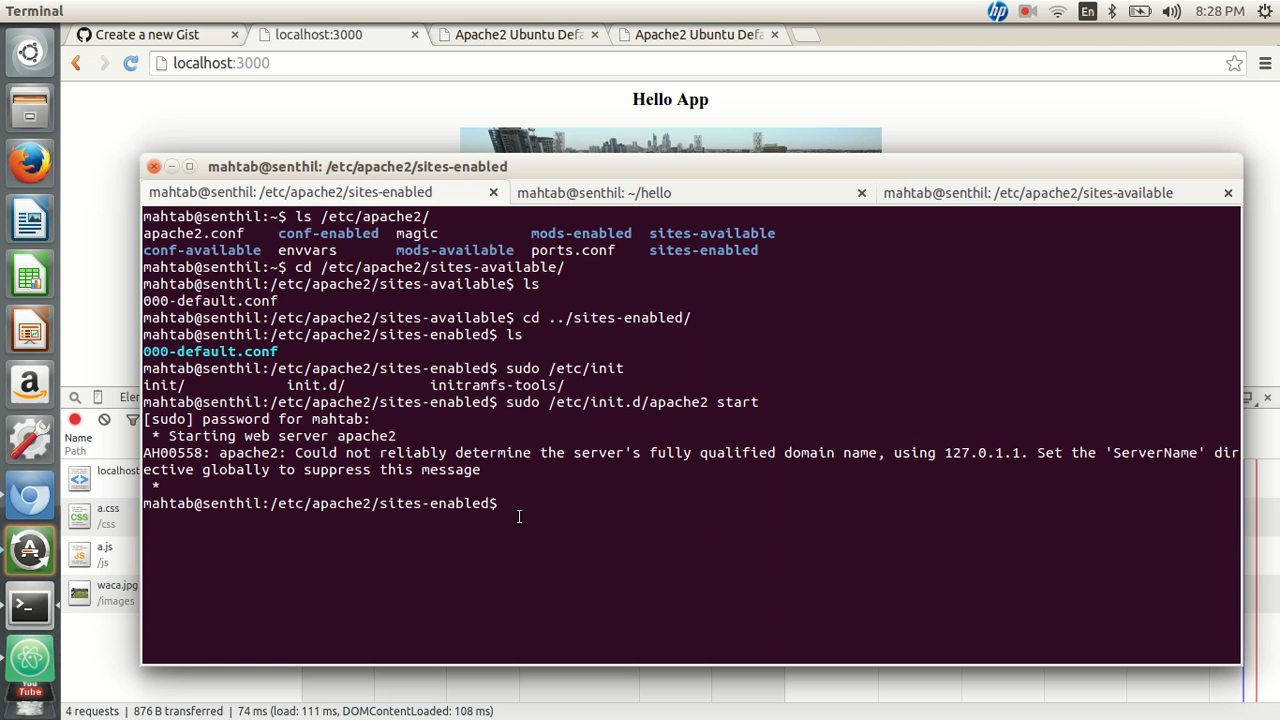 Terminal
hp
En
8:28 PM
Create a new Gist
localhost:3000
Apache2 Ubuntu Defa
Apache2 Ubuntu Defa
localhost:3000
Hello App
mahtab@senthil: /etc/apache2/sites-enabled
mahtab@senthil: /etc/apache2/sites-enabled
mahtab@senthil: ~/hello
mahtab@senthil: /etc/apache2/sites-available
mahtab@senthil:~$ ls /etc/apache2/
apache2.conf conf-enabled magic mods-enabled sites-available
conf-available envvars mods-available ports.conf sites-enabled
mahtab@senthil:~$ cd /etc/apache2/sites-available/
mahtab@senthil:/etc/apache2/sites-available$ ls
000-default.conf
mahtab@senthil:/etc/apache2/sites-available$ cd ../sites-enabled/
mahtab@senthil:/etc/apache2/sites-enabled$ ls
000-default.conf
mahtab@senthil:/etc/apache2/sites-enabled$ sudo /etc/init
init/ init.d/ initramfs-tools/
mahtab@senthil:/etc/apache2/sites-enabled$ sudo /etc/init.d/apache2 start
[sudo] password for mahtab:
* Starting web server apache2
AH00558: apache2: Could not reliably determine the server's fully qualified domain name, using 127.0.1.1. Set the 'ServerName' dir
ective globally to suppress this message
*
mahtab@senthil:/etc/apache2/sites-enabled$
Elen
Name
Path
localhost
<>
a.css
/css
CSS
a.js
/js
JS
waca.jpg
/images
You
Tube
4 requests | 876 B transferred | 74 ms (load: 111 ms, DOMContentLoaded: 108 ms)